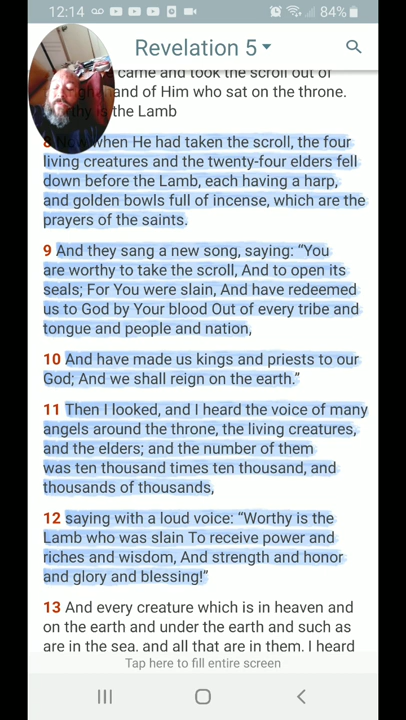 12:14
84%
Revelation 5
came and took the scroll out of
and of Him who sat on the throne.
is the Lamb
8 Now when He had taken the scroll, the four
living creatures and the twenty-four elders fell
down before the Lamb, each having a harp,
and golden bowls full of incense, which are the
prayers of the saints.
9 And they sang a new song, saying: “You
are worthy to take the scroll, And to open its
seals; For You were slain, And have redeemed
us to God by Your blood Out of every tribe and
tongue and people and nation,
10 And have made us kings and priests to our
God; And we shall reign on the earth.”
11 Then I looked, and I heard the voice of many
angels around the throne, the living creatures,
and the elders; and the number of them
was ten thousand times ten thousand, and
thousands of thousands,
12 saying with a loud voice: “Worthy is the
Lamb who was slain To receive power and
riches and wisdom, And strength and honor
and glory and blessing!”
13 And every creature which is in heaven and
on the earth and under the earth and such as
are in the sea, and all that are in them, I heard
Tap here to fill entire screen